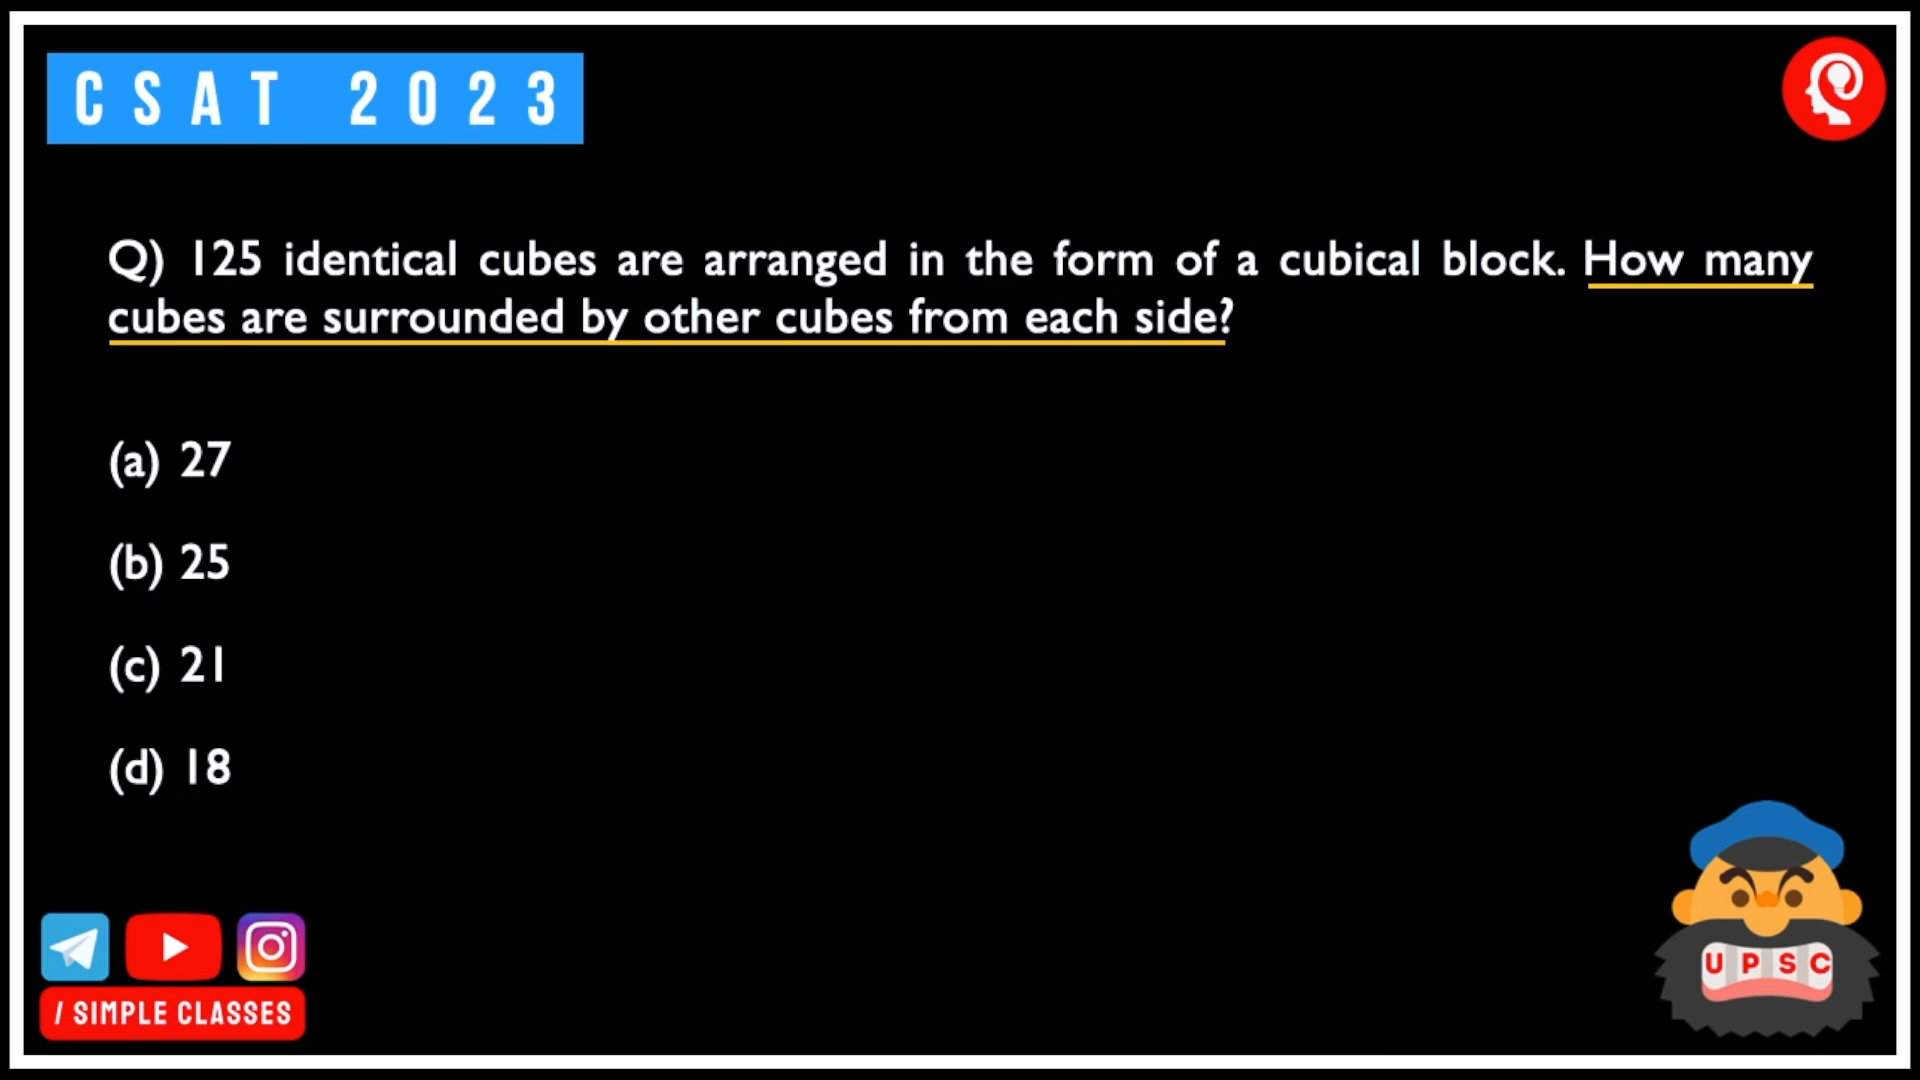 CSAT 2023
Q) 125 identical cubes are arranged in the form of a cubical block. How many
cubes are surrounded by other cubes from each side?
(a) 27
(b) 25
(c) 21
(d) 18
UPSC
/ SIMPLE CLASSES